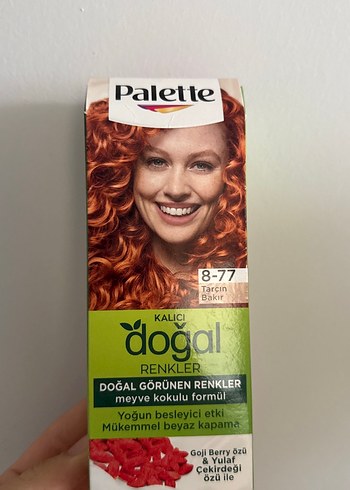 Palette
8-77
Tarçın
Bakır
KALICI
doğal
RENKLER
DOĞAL GÖRÜNEN RENKLER
meyve kokulu formül
Yoğun besleyici etki
Mükemmel beyaz kapama
Goji Berry özü
& Yulaf
Çekirdeği
özü ile